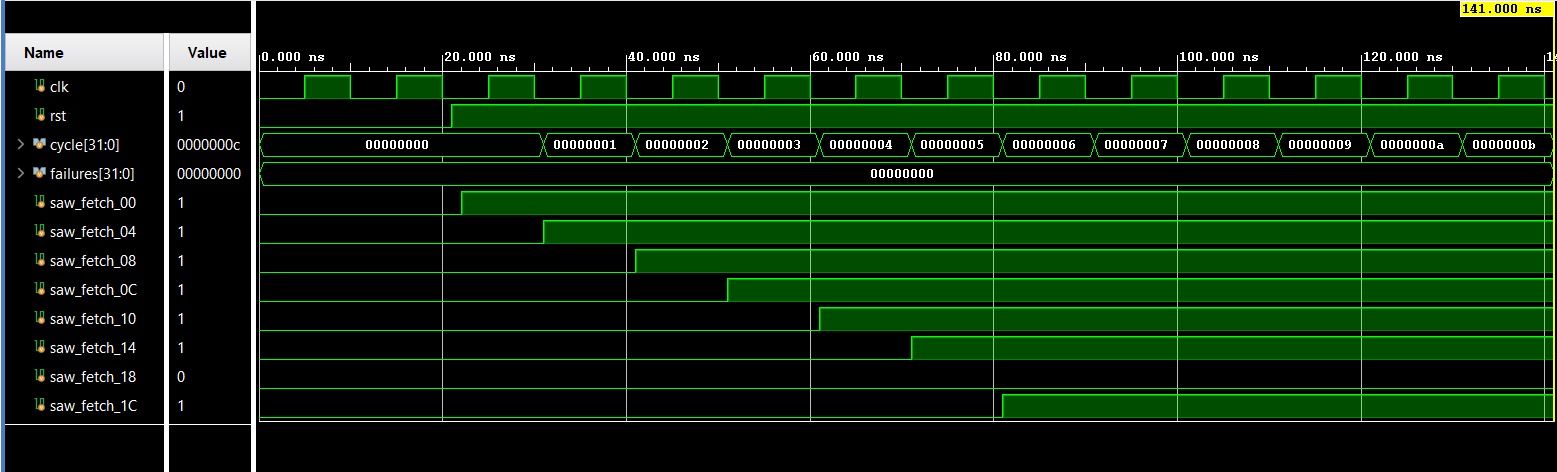 141.000 ns
Name Value
0.000 ns 20.000 ns 40.000 ns 60.000 ns 80.000 ns 100.000 ns 120.000 ns 14
clk 0
rst 1
cycle[31:0] 0000000c 00000000 00000001 00000002 00000003 00000004 00000005 00000006 00000007 00000008 00000009 0000000a 0000000b
failures[31:0] 00000000 00000000
saw_fetch_00 1
saw_fetch_04 1
saw_fetch_08 1
saw_fetch_0C 1
saw_fetch_10 1
saw_fetch_14 1
saw_fetch_18 0
saw_fetch_1C 1